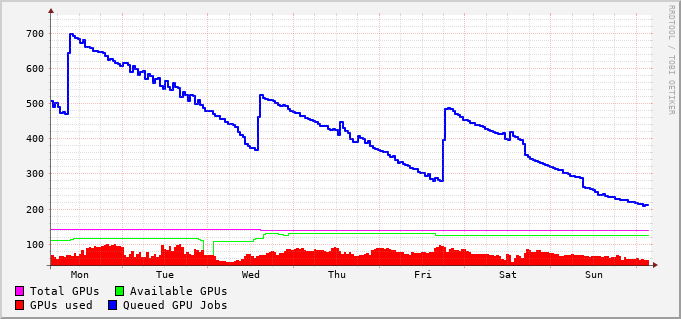 700
600
500
400
300
200
100
Mon Tue Wed Thu Fri Sat Sun
Total GPUs Available GPUs
GPUs used Queued GPU Jobs
RRDTOOL / TOBI OETIKER